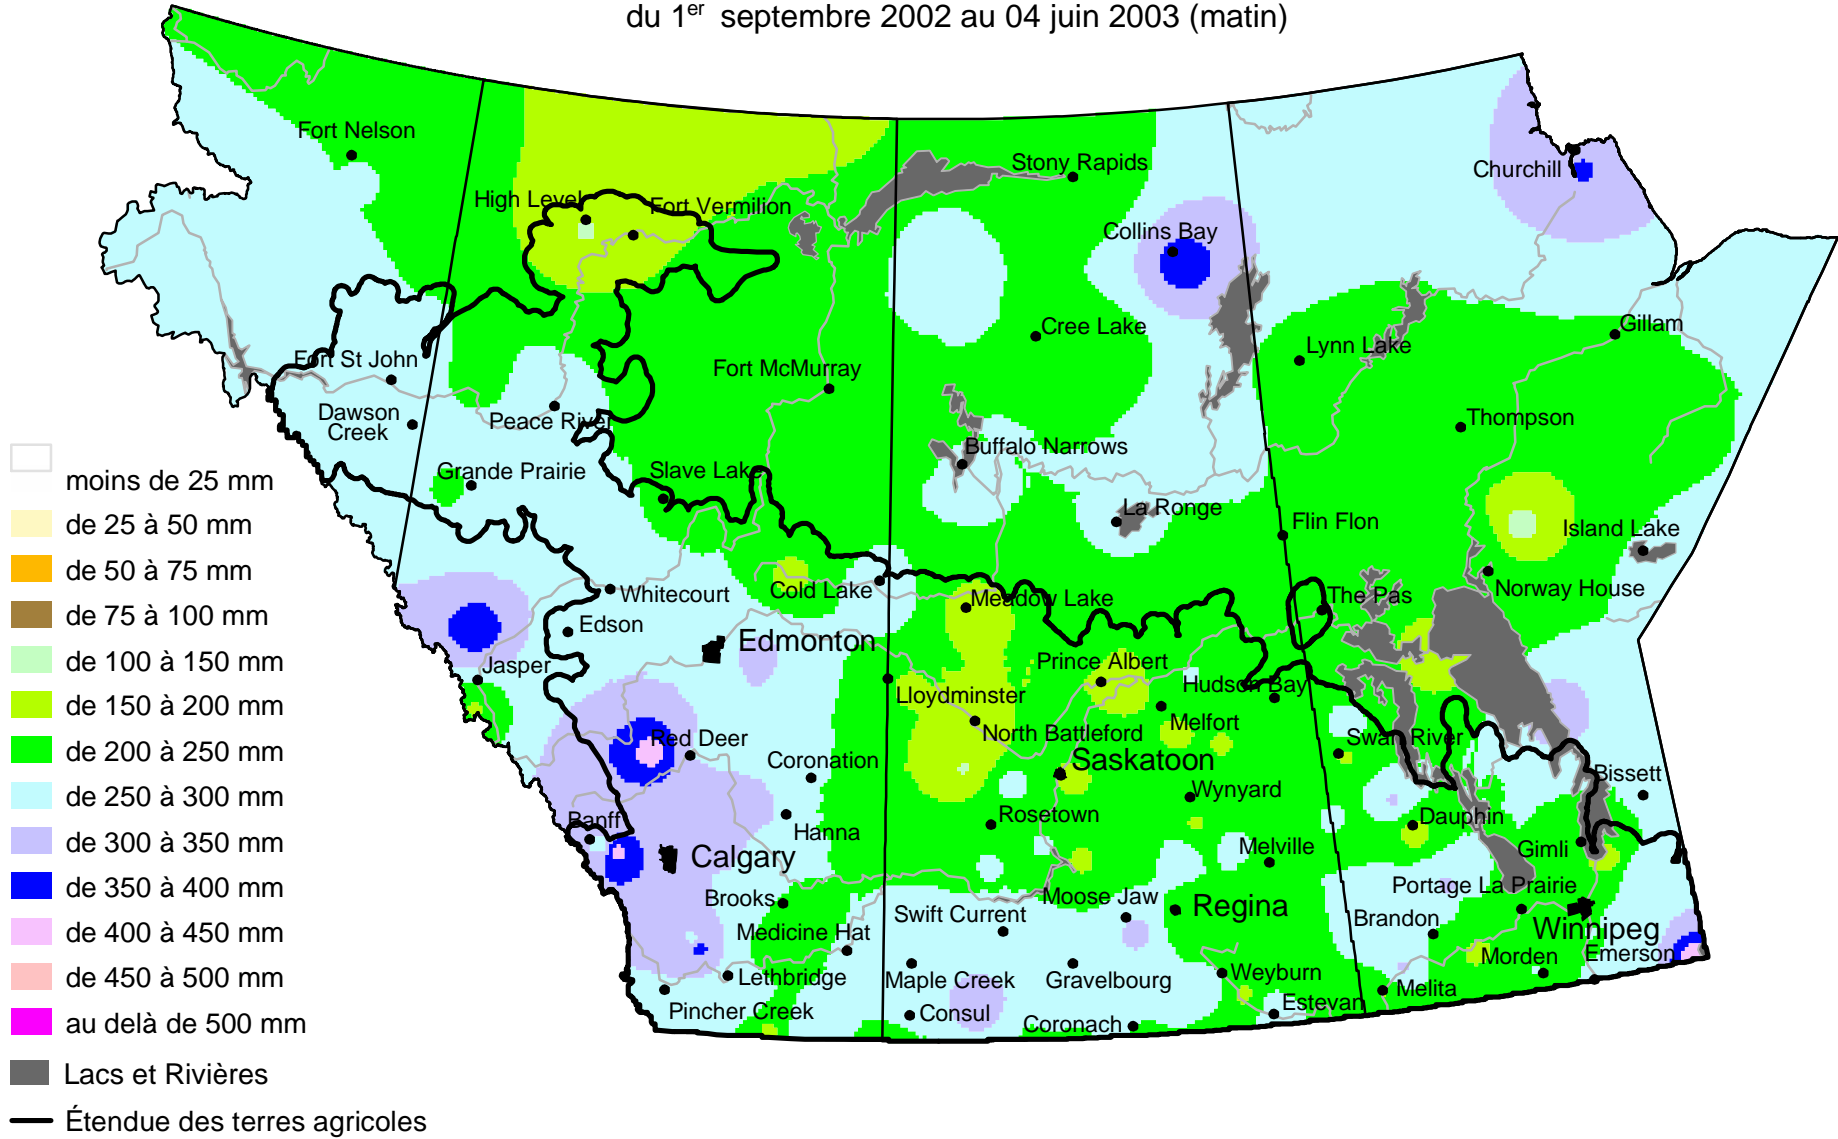 du 1er septembre 2002 au 04 juin 2003 (matin)
Fort Nelson
Stony Rapids
Churchill
High Level
Fort Vermilion
Collins Bay
Cree Lake
Gillam
Lynn Lake
Fort St John
Fort McMurray
Dawson
Creek
Peace River
Thompson
Buffalo Narrows
Grande Prairie
Slave Lake
La Ronge
Flin Flon
Island Lake
Whitecourt
Cold Lake
Meadow Lake
The Pas
Norway House
Edson
Edmonton
Jasper
Prince Albert
Hudson Bay
Lloydminster
Melfort
North Battleford
Red Deer
Swan River
Coronation
Saskatoon
Bissett
Wynyard
Banff
Hanna
Rosetown
Dauphin
Calgary
Melville
Gimli
Brooks
Swift Current
Moose Jaw
Regina
Portage La Prairie
Brandon
Winnipeg
Medicine Hat
Morden
Emerson
Lethbridge
Maple Creek
Gravelbourg
Weyburn
Melita
Pincher Creek
Consul
Coronach
Estevan
moins de 25 mm
de 25 à 50 mm
de 50 à 75 mm
de 75 à 100 mm
de 100 à 150 mm
de 150 à 200 mm
de 200 à 250 mm
de 250 à 300 mm
de 300 à 350 mm
de 350 à 400 mm
de 400 à 450 mm
de 450 à 500 mm
au delà de 500 mm
Lacs et Rivières
Étendue des terres agricoles